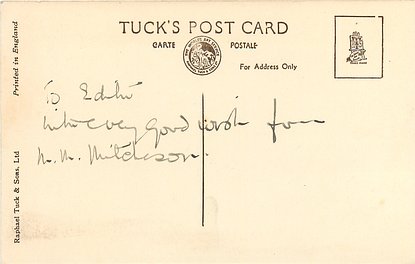 TUCK'S POST CARD
CARTE POSTALE
For Address Only
Printed in England
To Edith
with every good wish from
M. M.
Raphael Tuck & Sons, Ltd